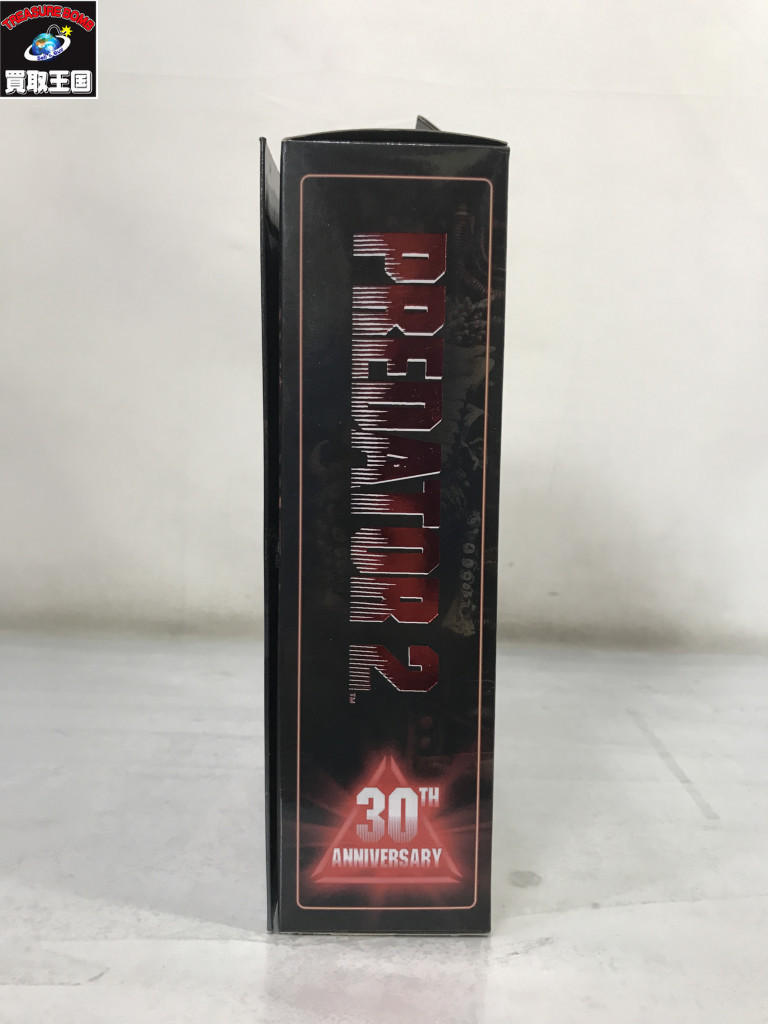 TREASURE BOMB
買取王国
PREDATOR 2
TM
30TH
ANNIVERSARY